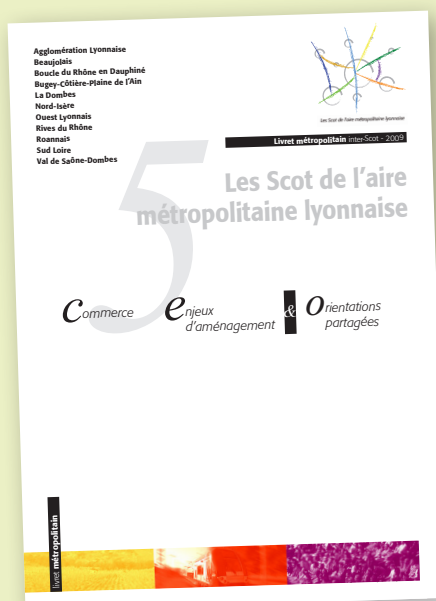 Agglomération Lyonnaise
Beaujolais
Boucle du Rhône en Dauphiné
Bugey-Côtière-Plaine de l'Ain
La Dombes
Nord-Isère
Ouest Lyonnais
Rives du Rhône
Roannais
Sud Loire
Val de Saône-Dombes
Les Scot de l'aire métropolitaine lyonnaise
Livret métropolitain inter-Scot - 2009
5
Les Scot de l'aire
métropolitaine lyonnaise
Commerce
Enjeux
d'aménagement
&
Orientations
partagées
livret métropolitain